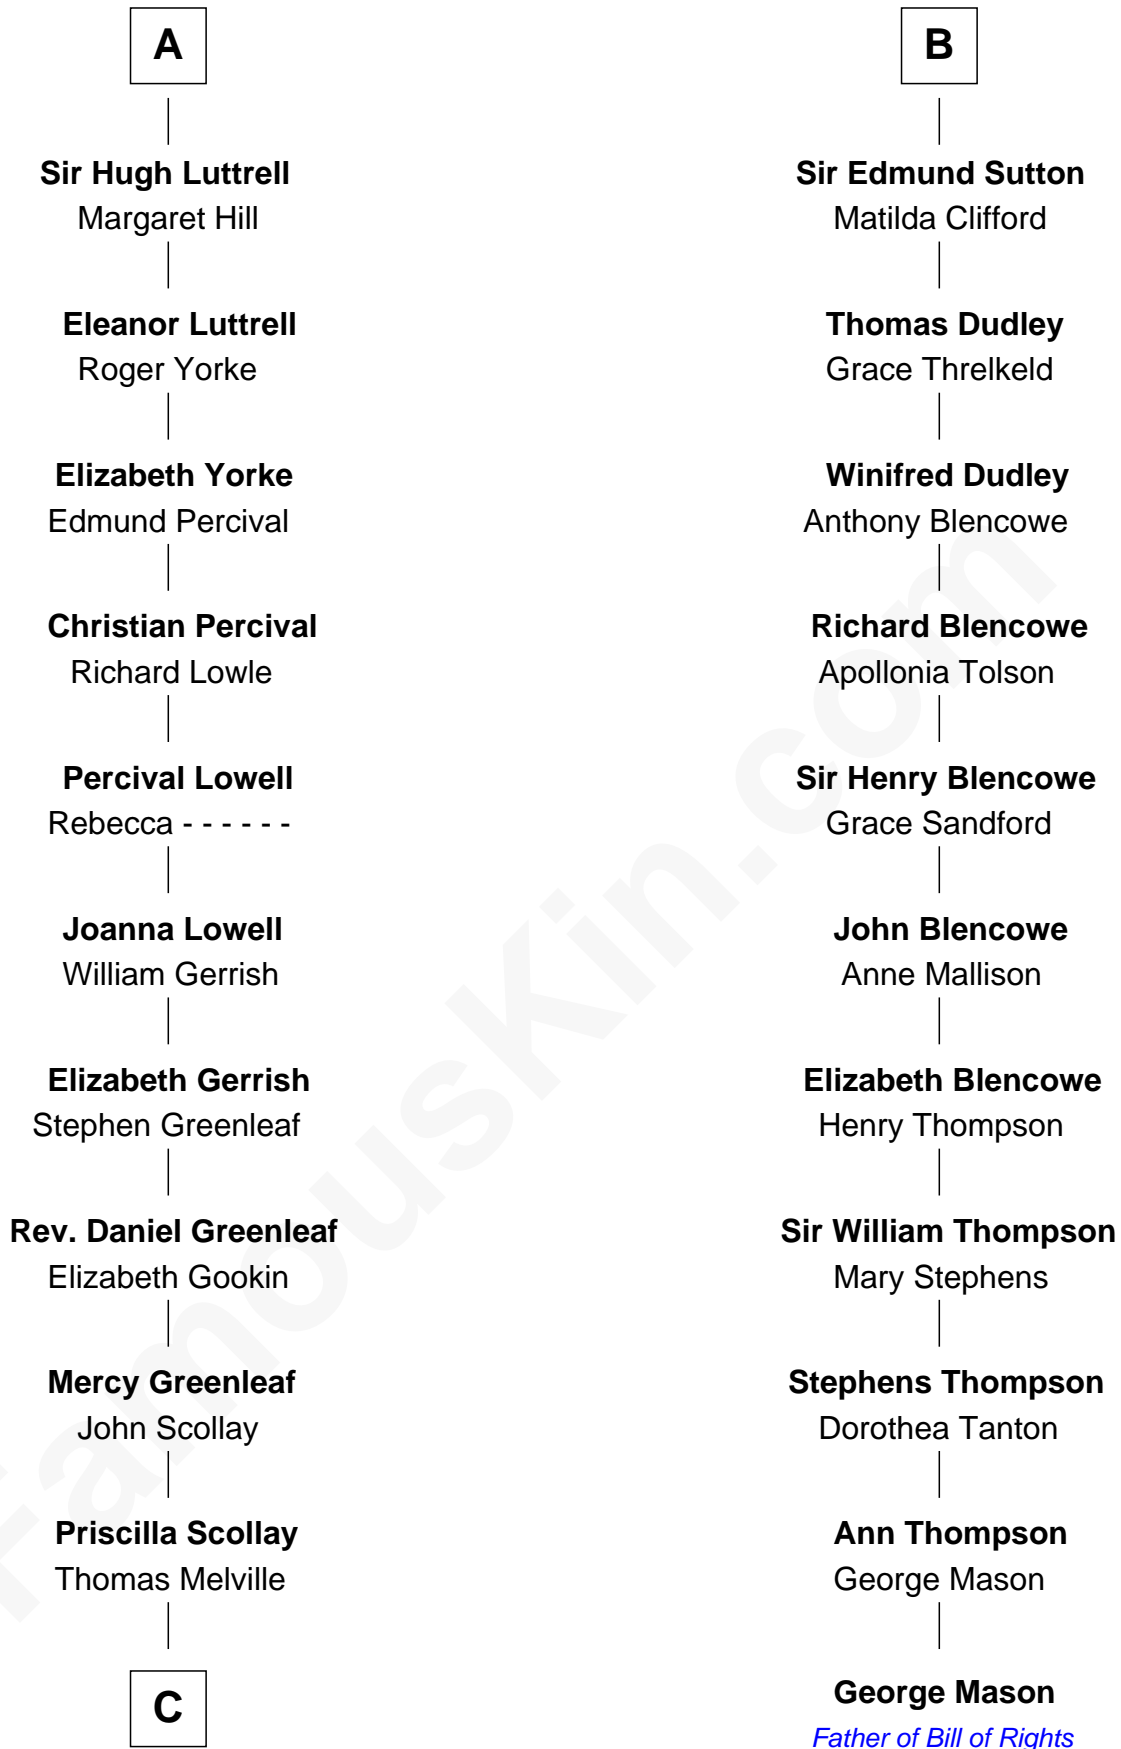 A
Sir Hugh Luttrell
Margaret Hill
Eleanor Luttrell
Roger Yorke
Elizabeth Yorke
Edmund Percival
Christian Percival
Richard Lowle
Percival Lowell
Rebecca - - - - - -
Joanna Lowell
William Gerrish
Elizabeth Gerrish
Stephen Greenleaf
Rev. Daniel Greenleaf
Elizabeth Gookin
Mercy Greenleaf
John Scollay
Priscilla Scollay
Thomas Melville
C
B
Sir Edmund Sutton
Matilda Clifford
Thomas Dudley
Grace Threlkeld
Winifred Dudley
Anthony Blencowe
Richard Blencowe
Apollonia Tolson
Sir Henry Blencowe
Grace Sandford
John Blencowe
Anne Mallison
Elizabeth Blencowe
Henry Thompson
Sir William Thompson
Mary Stephens
Stephens Thompson
Dorothea Tanton
Ann Thompson
George Mason
George Mason
Father of Bill of Rights
FamousKin.com